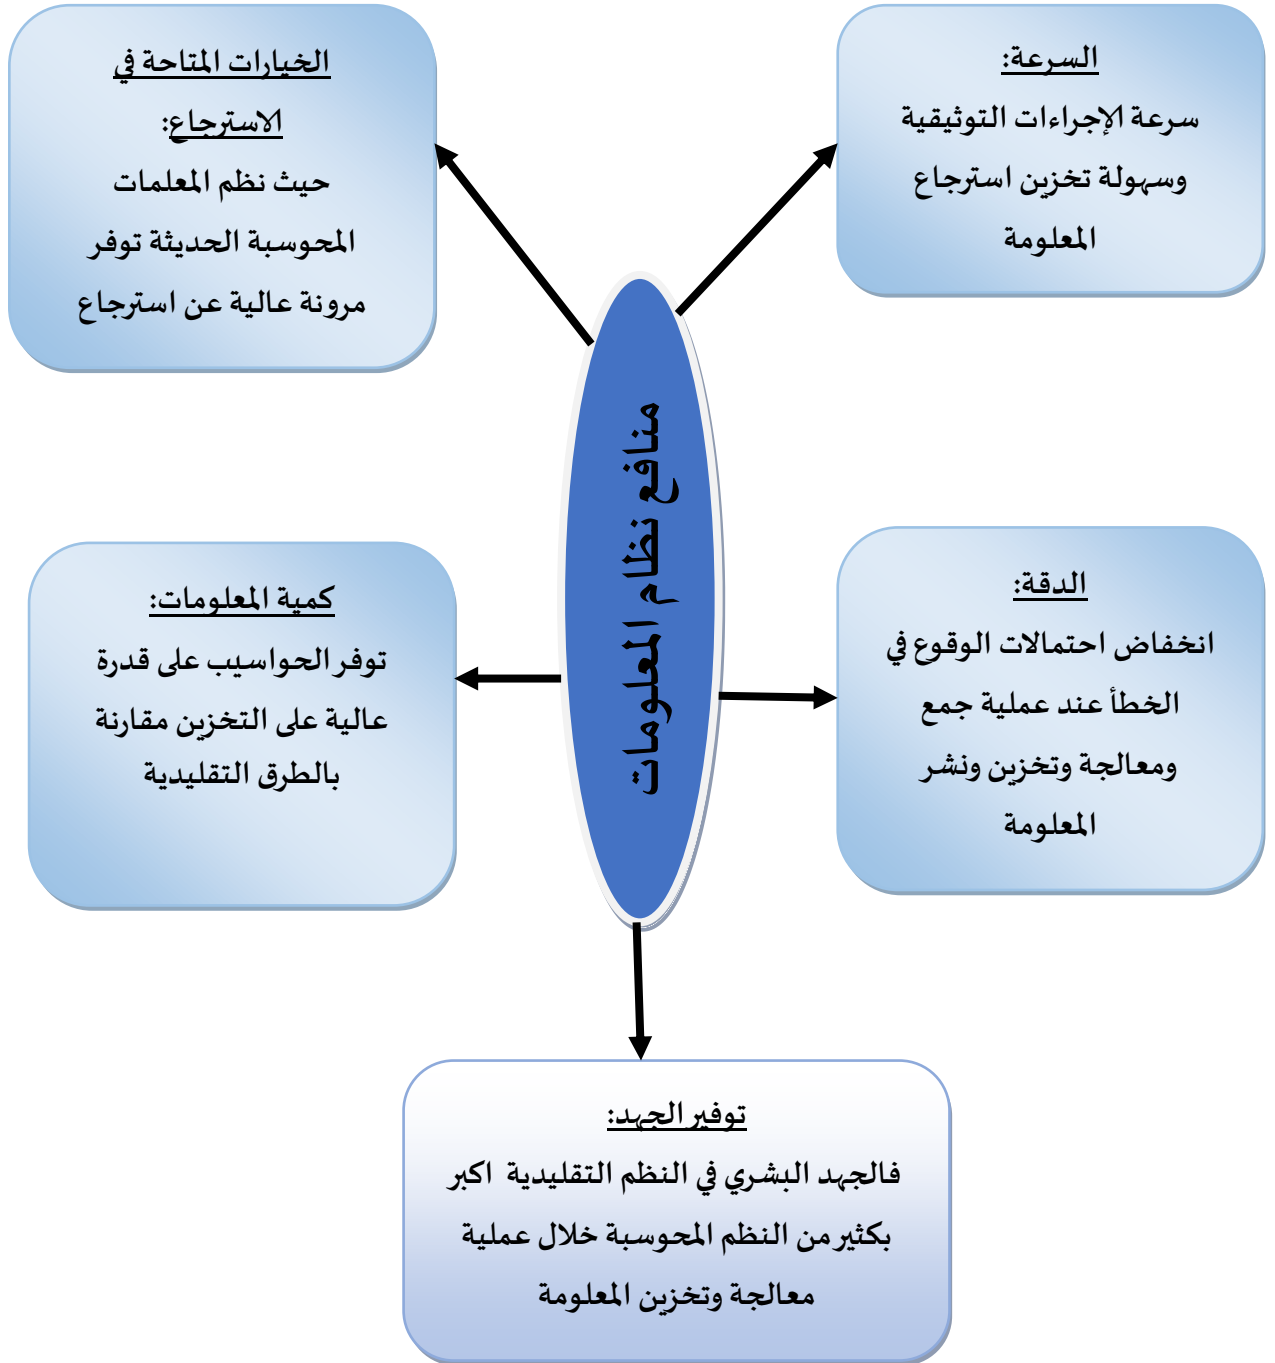 السرعة:
سرعة الإجراءات التوثيقية
وسهولة تخزين استرجاع
المعلومة
الخيارات المتاحة في
الاسترجاع:
حيث نظم المعلمات
المحوسبة الحديثة توفر
مرونة عالية عن استرجاع
منافع نظام المعلومات
الدقة:
انخفاض احتمالات الوقوع في
الخطأ عند عملية جمع
ومعالجة وتخزين ونشر
المعلومة
كمية المعلومات:
توفر الحواسيب على قدرة
عالية على التخزين مقارنة
بالطرق التقليدية
توفير الجهد:
فالجهد البشري في النظم التقليدية اكبر
بكثير من النظم المحوسبة خلال عملية
معالجة وتخزين المعلومة